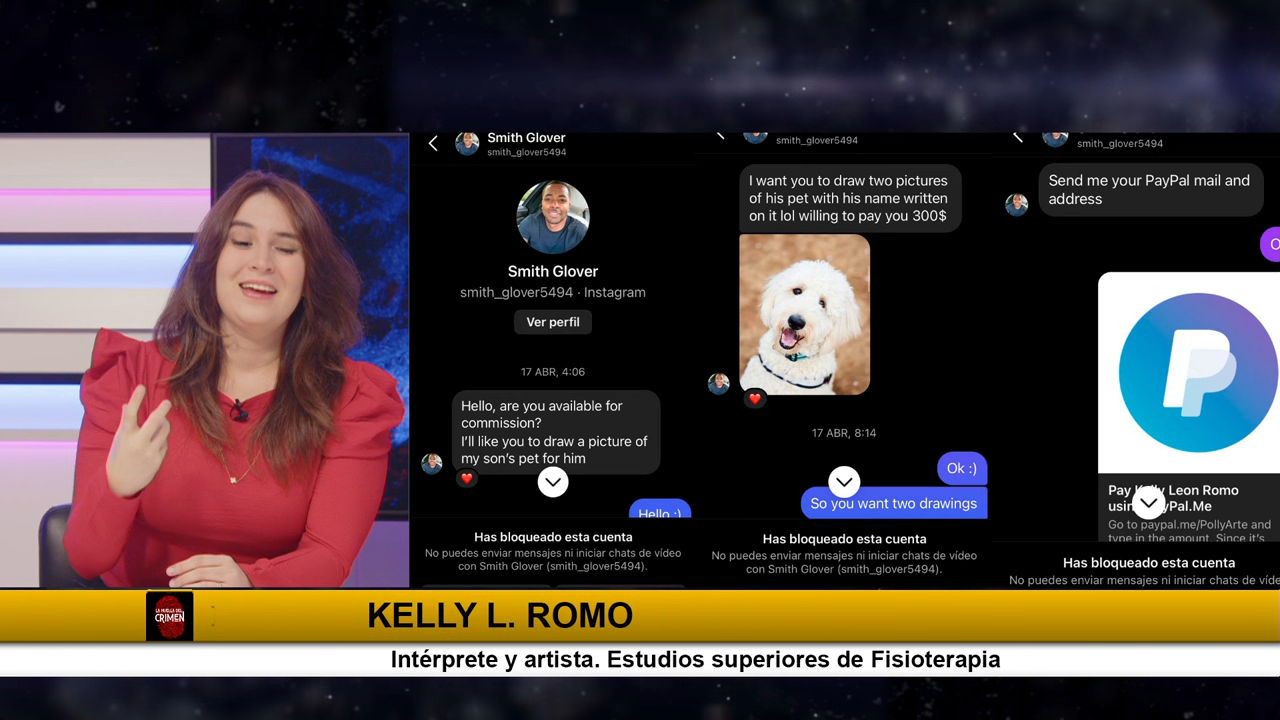 Smith Glover
smith_glover5494
Smith Glover
smith_glover5494 · Instagram
Ver perfil
17 ABR, 4:06
Hello, are you available for
commission?
I'll like you to draw a picture of
my son's pet for him
Hello :)
Has bloqueado esta cuenta
No puedes enviar mensajes ni iniciar chats de vídeo
con Smith Glover (smith_glover5494).
smith_glover5494
I want you to draw two pictures
of his pet with his name written
on it lol willing to pay you 300$
17 ABR, 8:14
Ok :)
So you want two drawings
Has bloqueado esta cuenta
No puedes enviar mensajes ni iniciar chats de vídeo
con Smith Glover (smith_glover5494).
smith_glover5494
Send me your PayPal mail and
address
Pay Leon Romo
Go to paypal.me/PollyArte and
type in the amount. Since it's
Has bloqueado esta cuenta
No puedes enviar mensajes ni iniciar chats de
LA HUELLA DEL
CRIMEN
KELLY L. ROMO
Intérprete y artista. Estudios superiores de Fisioterapia